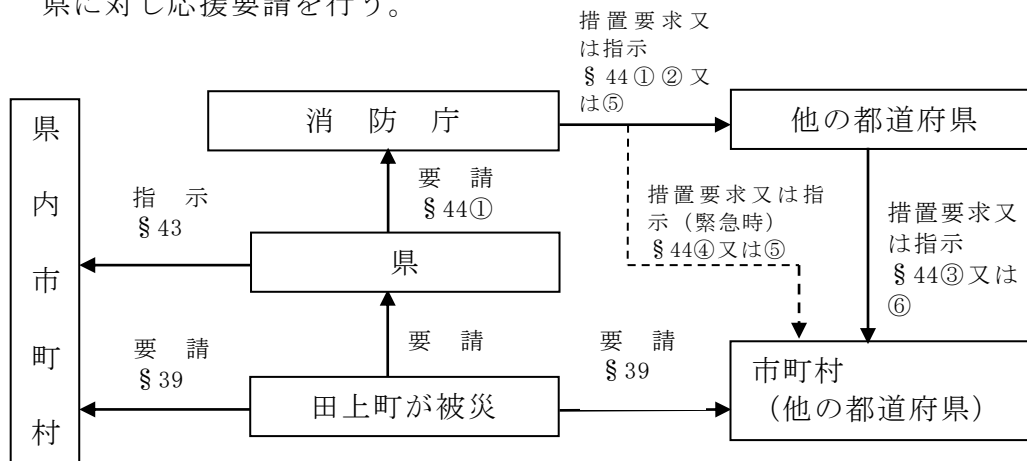 県に対し応援要請を行う。
措置要求又
は指示
§44①②又
は⑤
消 防 庁
他の都道府県
県内市町村
指 示
§43
要 請
§44①
措置要求又は指
示（緊急時）
§44④又は⑤
措置要求又
は指示
§44③又は
⑥
県
要 請
§39
要 請
要 請
§39
田上町が被災
市町村
（他の都道府県）